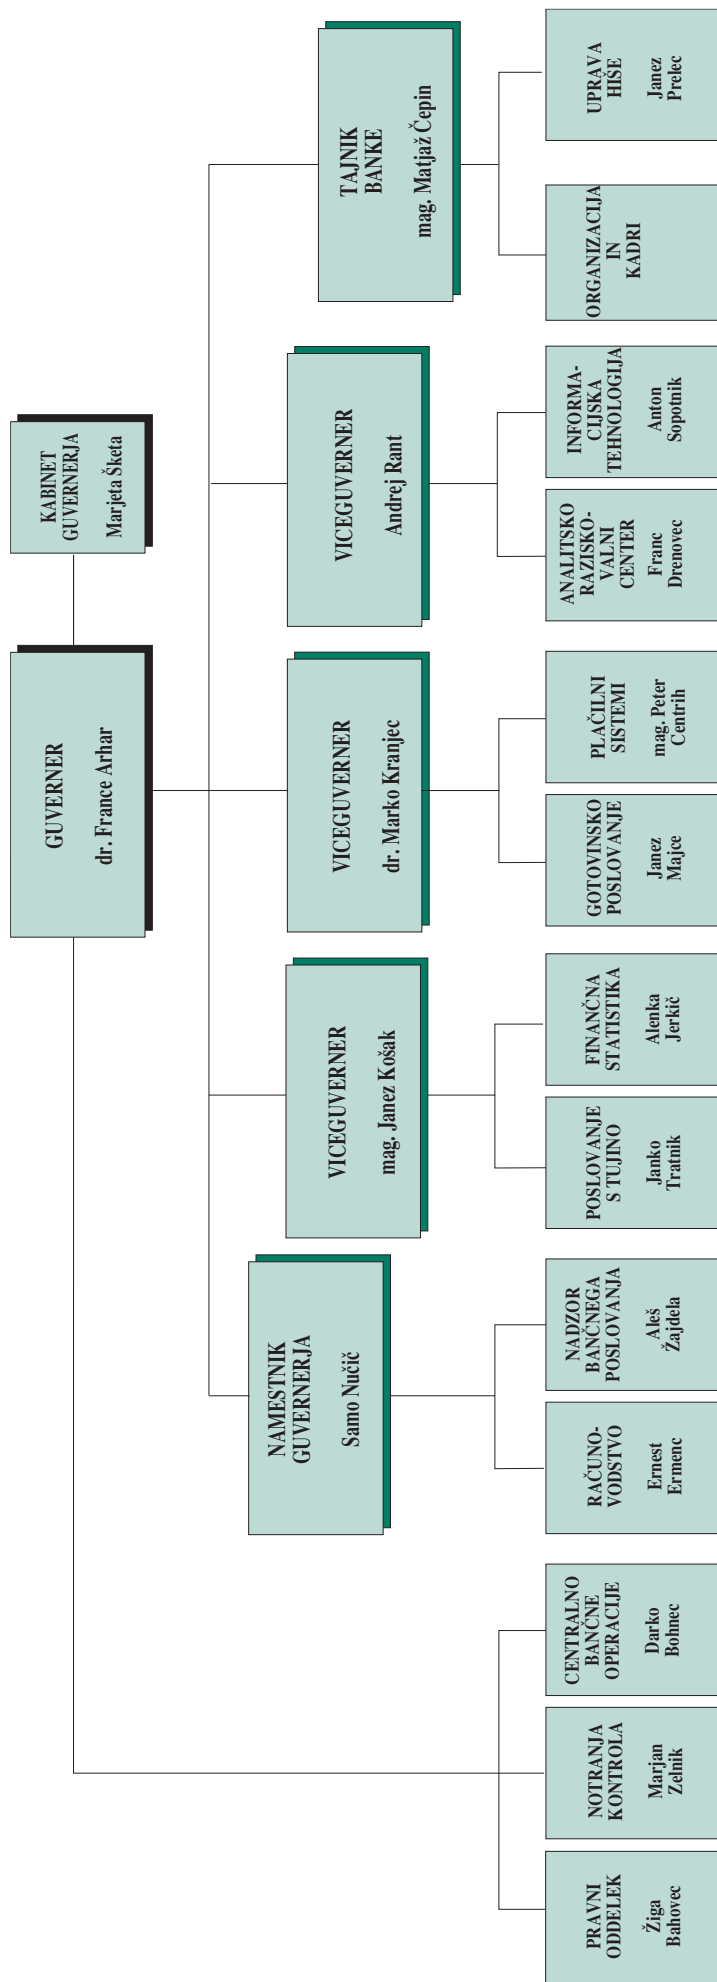 GUVERNER
dr. France Arhar
KABINET
GUVERNERJA
Marjeta Šketa
NAMESTNIK
GUVERNERJA
Samo Nučič
VICEGUVERNER
mag. Janez Košak
VICEGUVERNER
dr. Marko Kranjec
VICEGUVERNER
Andrej Rant
TAJNIK
BANKE
mag. Matjaž Čepin
PRAVNI
ODDELEK
Žiga
Bahovec
NOTRANJA
KONTROLA
Marjan
Zelnik
CENTRALNO
BANČNE
OPERACIJE
Darko
Bohnec
RAČUNO-
VODSTVO
Ernest
Ermenc
NADZOR
BANČNEGA
POSLOVANJA
Aleš
Žajdela
POSLOVANJE
S TUJINO
Janko
Tratnik
FINANČNA
STATISTIKA
Alenka
Jerkič
GOTOVINSKO
POSLOVANJE
Janez
Majce
PLAČILNI
SISTEMI
mag. Peter
Centrih
ANALITSKO
RAZISKO-
VALNI
CENTER
Franc
Drenovec
INFORMA-
CIJSKA
TEHNOLOGIJA
Anton
Sopotnik
ORGANIZACIJA
IN
KADRI
UPRAVA
HIŠE
Janez
Prelec